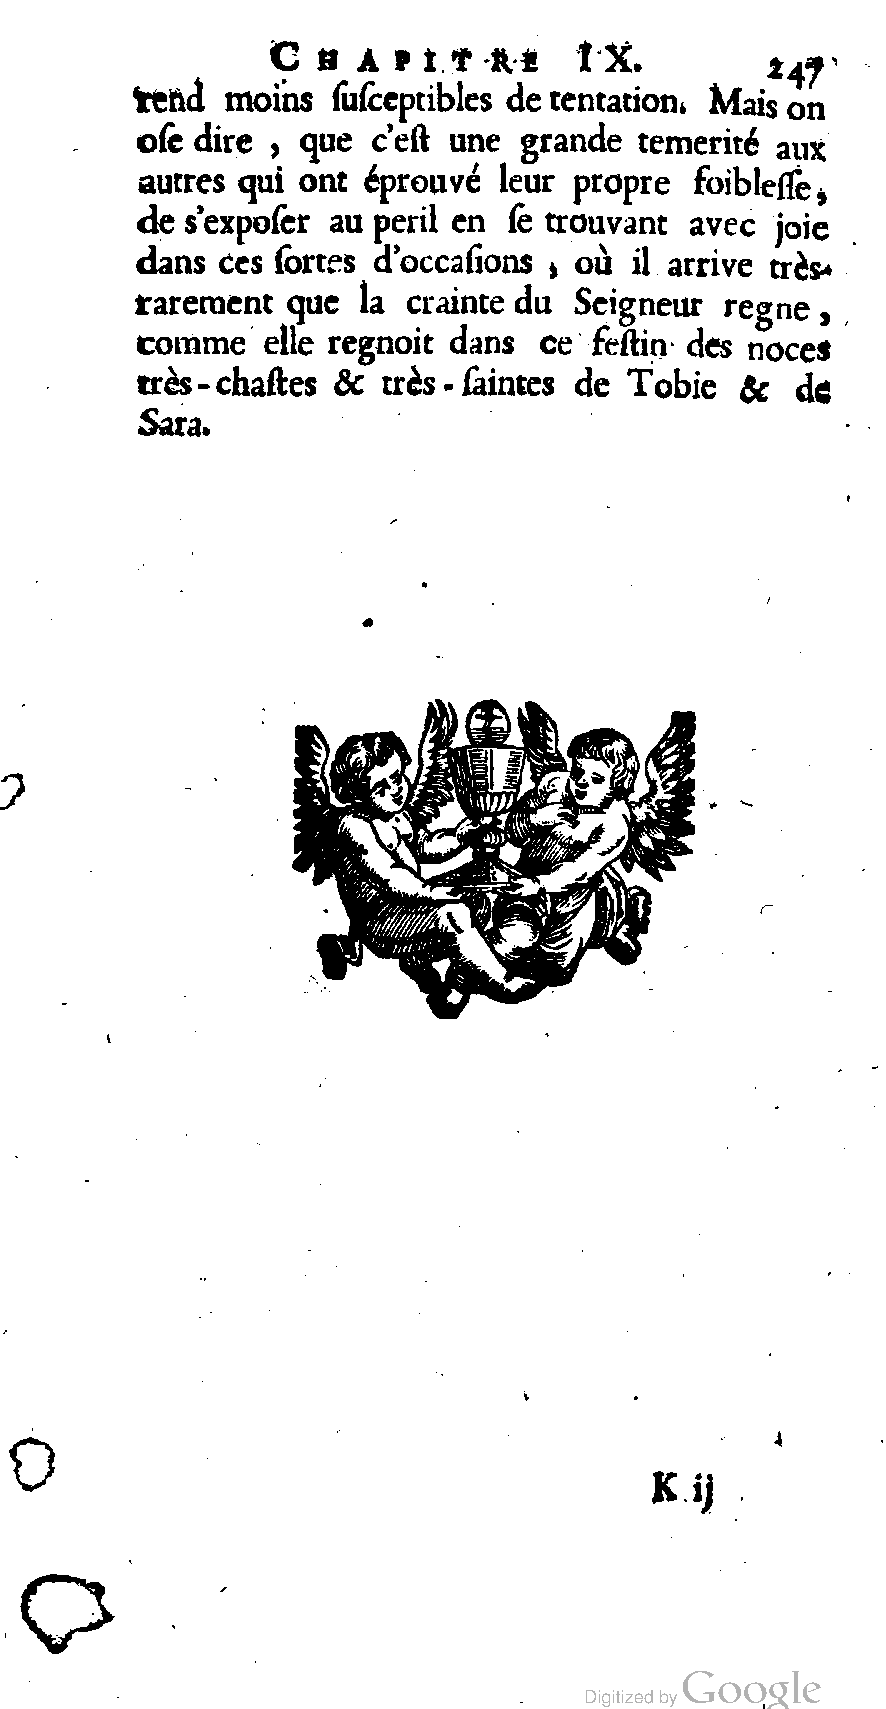 CHAPITRE IX. 247
rend moins ſuſceptibles de tentation. Mais on
oſe dire , que c'eſt une grande temerité aux
autres qui ont éprouvé leur propre foibleſſe,
de s'expoſer au peril en ſe trouvant avec joie
dans ces ſortes d'occaſions , où il arrive très-
rarement que la crainte du Seigneur regne ,
comme elle regnoit dans ce feſtin des noces
très-chaſtes & très-ſaintes de Tobie & de
Sara.
K ij
Digitized by Google